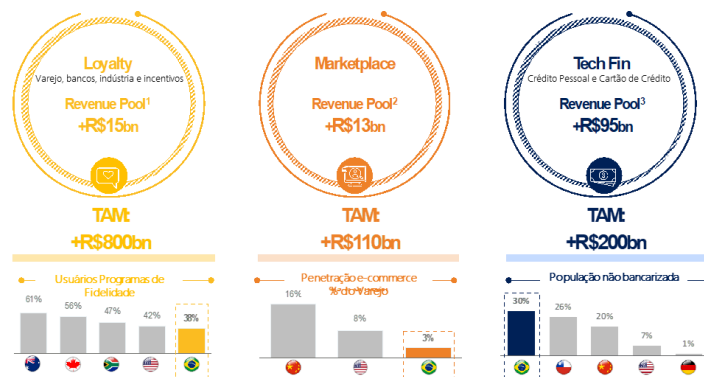 Loyalty
Varejo, bancos, indústria e incentivos
Revenue Pool¹
+R$15bn
TAM:
+R$800bn
Usuários Programas de
Fidelidade
61%
56%
47%
42%
38%
Marketplace
Revenue Pool²
+R$13bn
TAM:
+R$110bn
Penetração e-commerce
% do Varejo
16%
8%
3%
Tech Fin
Crédito Pessoal e Cartão de Crédito
Revenue Pool³
+R$95bn
TAM:
+R$200bn
População não bancarizada
30%
26%
20%
7%
1%